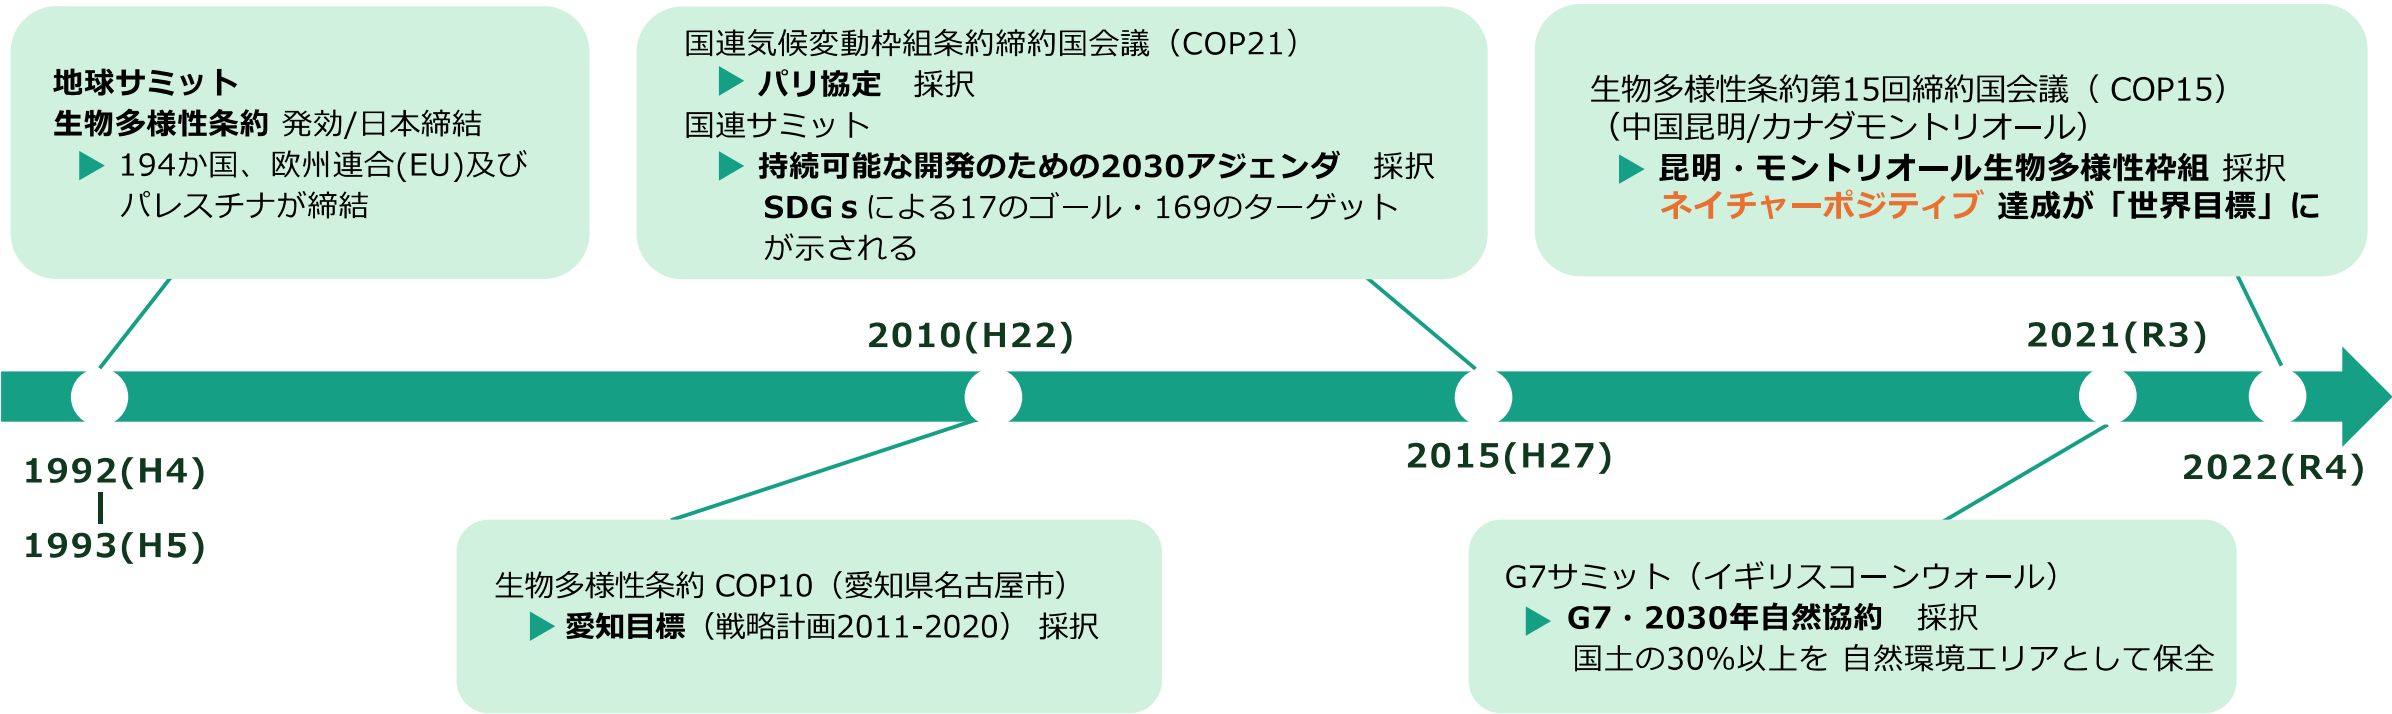 地球サミット
生物多様性条約 発効/日本締結
194か国、欧州連合(EU)及び
パレスチナが締結
国連気候変動枠組条約締約国会議（COP21）
パリ協定　採択
国連サミット
持続可能な開発のための2030アジェンダ　採択
SDGｓによる17のゴール・169のターゲット
が示される
生物多様性条約第15回締約国会議（ COP15）
（中国昆明/カナダモントリオール）
昆明・モントリオール生物多様性枠組 採択
ネイチャーポジティブ 達成が「世界目標」に
2010(H22)
2021(R3)
1992(H4)
1993(H5)
2015(H27)
2022(R4)
生物多様性条約 COP10（愛知県名古屋市）
愛知目標（戦略計画2011-2020） 採択
G7サミット（イギリスコーンウォール）
G7・2030年自然協約　採択
国土の30%以上を 自然環境エリアとして保全